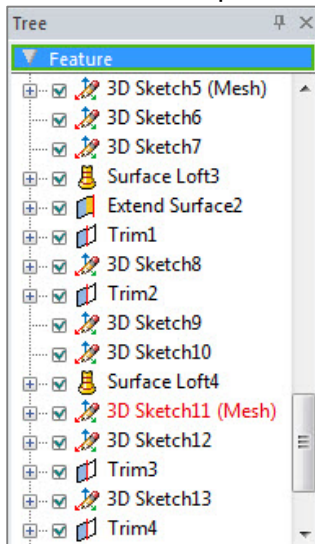 Tree
Feature
3D Sketch5 (Mesh)
3D Sketch6
3D Sketch7
Surface Loft3
Extend Surface2
Trim1
3D Sketch8
Trim2
3D Sketch9
3D Sketch10
Surface Loft4
3D Sketch11 (Mesh)
3D Sketch12
Trim3
3D Sketch13
Trim4